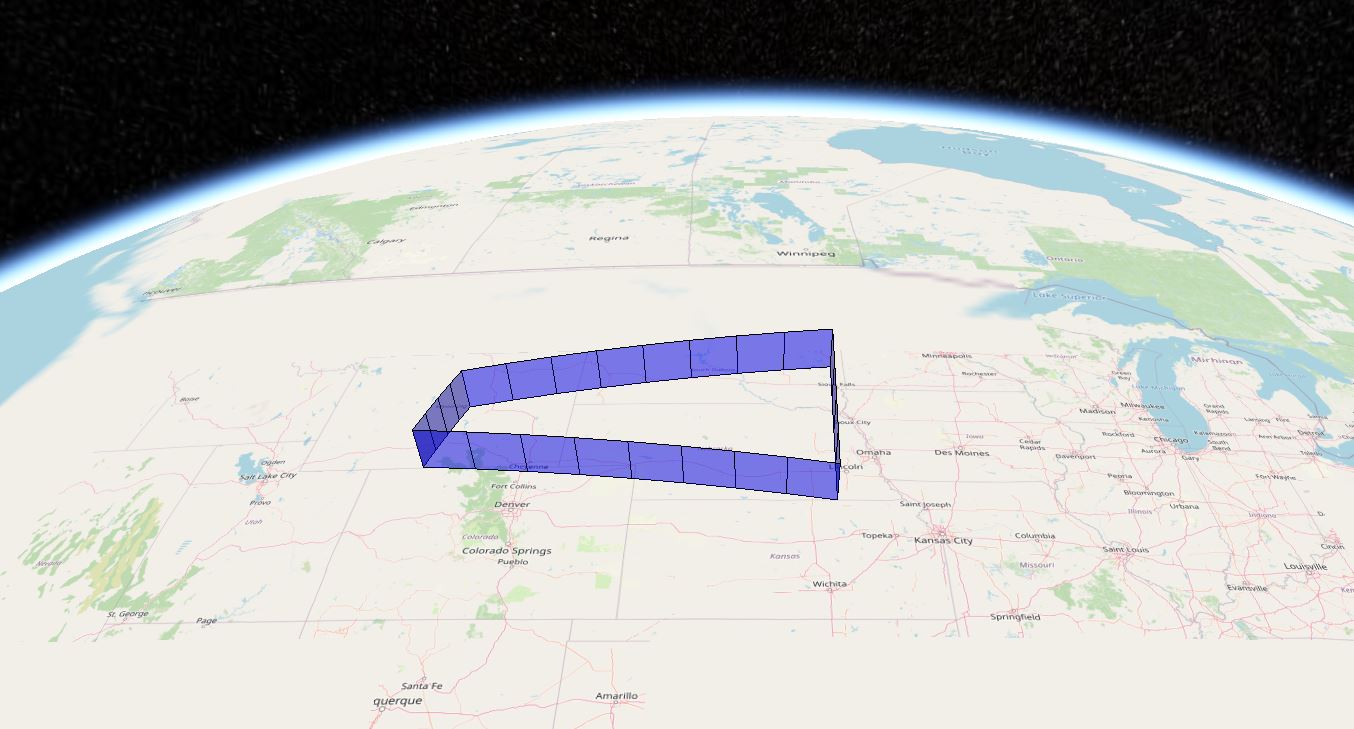 Hudson Bay
Manitoba
Saskatchewan
Edmonton
Calgary
Regina
Winnipeg
Ontario
Vancouver
Lake Superior
Minneapolis
Michigan
Rochester
Green
Bay
Sioux Falls
Lake Michigan
Boise
Madison
Milwaukee
Grand
Rapids
Lansing
Flint
Kenosha
Rockford
Chicago
South
Bend
Detroit
Sioux City
Iowa
Cedar
Rapids
Davenport
Aurora
Gary
Ann Arbor
Omaha
Des Moines
Lincoln
Cheyenne
Ogden
Salt Lake City
Provo
Utah
Fort Collins
Denver
Peoria
Fort Wayne
Bloomington
Urbana
Illinois
Indiana
D.
Saint Joseph
Colorado
Colorado Springs
Pueblo
Topeka
Kansas City
Columbia
Saint Louis
Cincin
Louisville
Kansas
Missouri
Evansville
Ken
Nevada
Wichita
St. George
Page
Springfield
Santa Fe
querque
Amarillo